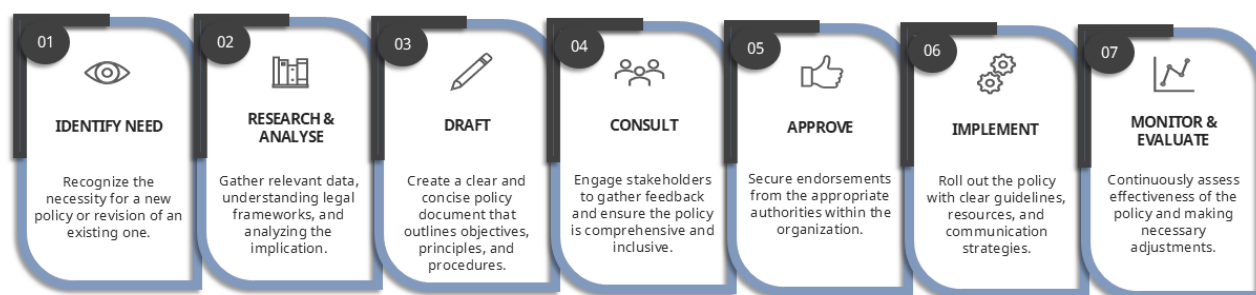 01
IDENTIFY NEED
Recognize the
necessity for a new
policy or revision of an
existing one.
02
RESEARCH &
ANALYSE
Gather relevant data,
understanding legal
frameworks, and
analyzing the
implication.
03
DRAFT
Create a clear and
concise policy
document that
outlines objectives,
principles, and
procedures.
04
CONSULT
Engage stakeholders
to gather feedback
and ensure the policy
is comprehensive and
inclusive.
05
APPROVE
Secure endorsements
from the appropriate
authorities within the
organization.
06
IMPLEMENT
Roll out the policy
with clear guidelines,
resources, and
communication
strategies.
07
MONITOR &
EVALUATE
Continuously assess
effectiveness of the
policy and making
necessary
adjustments.